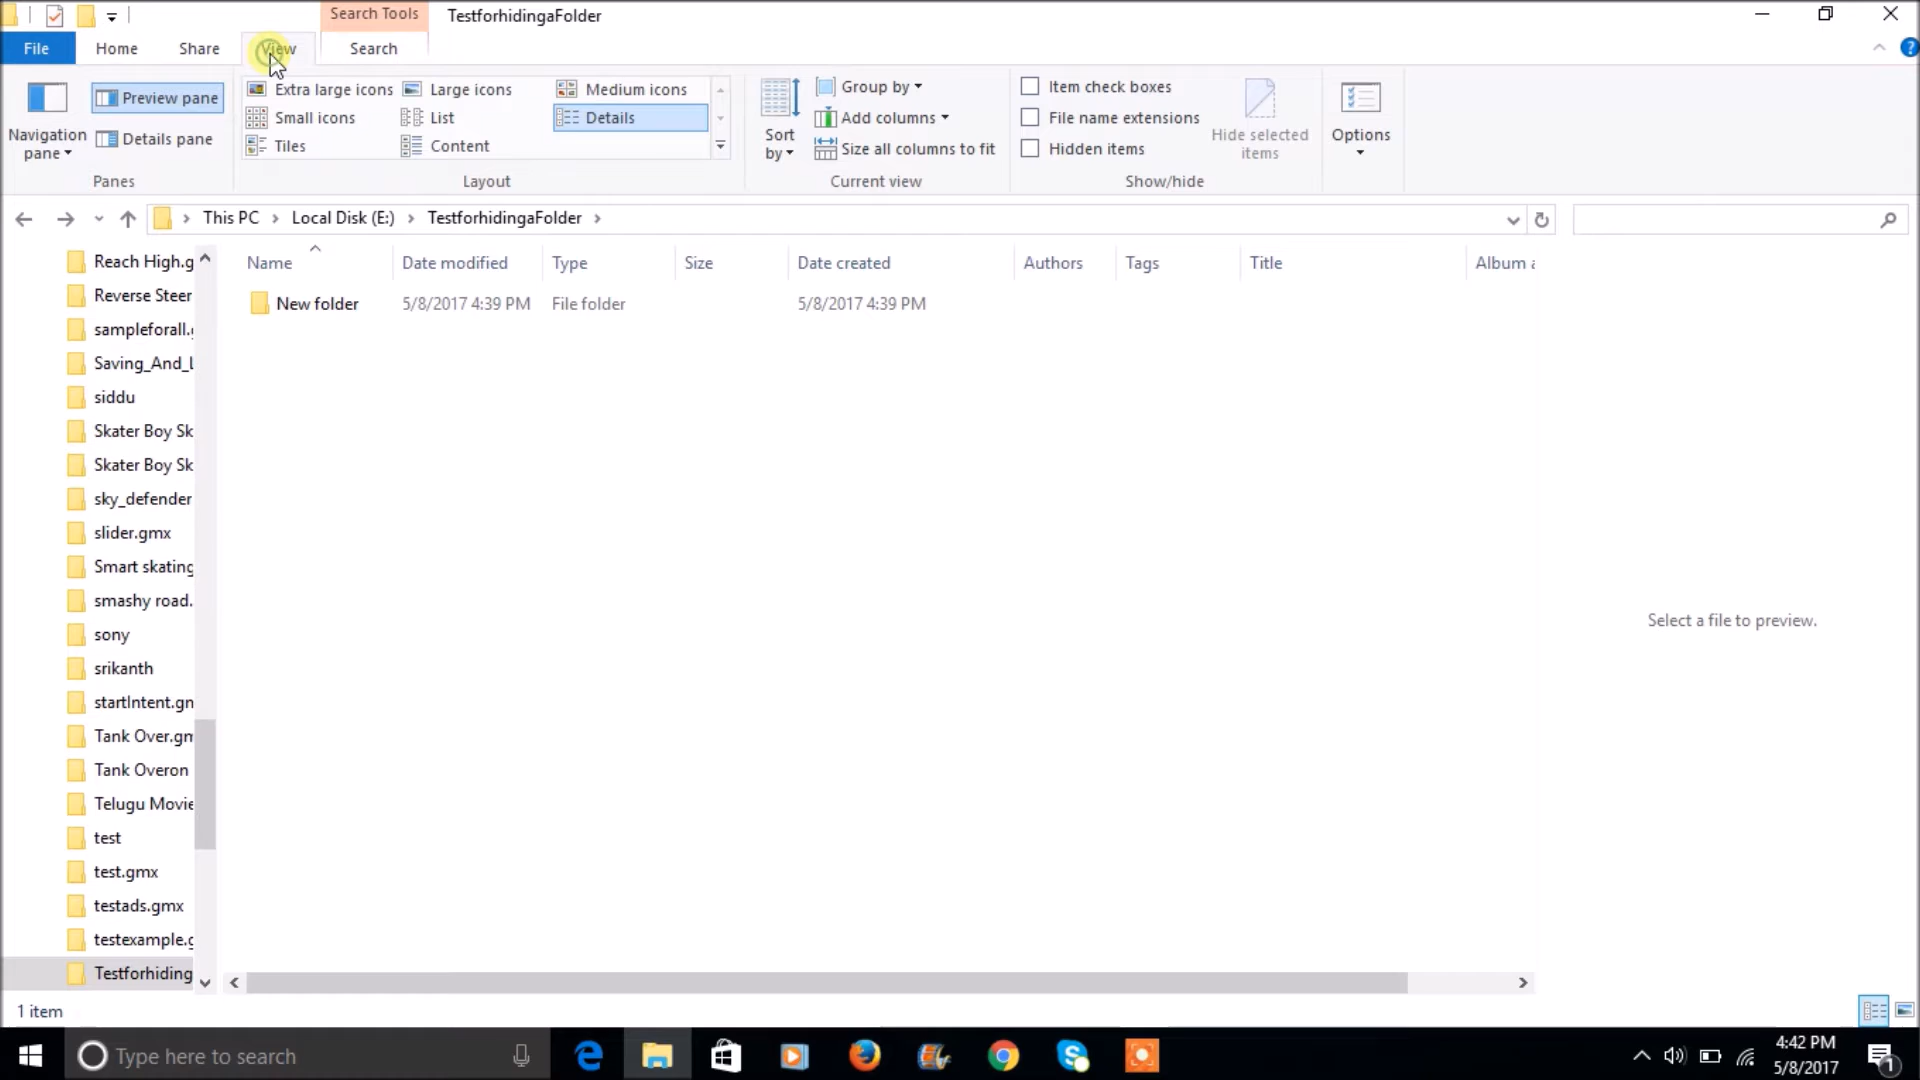 Search Tools TestforhidingaFolder
File Home Share View Search
Extra large icons Large icons Medium icons
Small icons List Details
Tiles Content
Preview pane
Details pane
Navigation pane
Panes
Layout
Sort by
Group by
Add columns
Size all columns to fit
Current view
Item check boxes
File name extensions
Hidden items
Hide selected items
Show/hide
Options
This PC Local Disk (E:) TestforhidingaFolder
Name Date modified Type Size Date created Authors Tags Title Album a
New folder 5/8/2017 4:39 PM File folder 5/8/2017 4:39 PM
Reach High.g
Reverse Steer
sampleforall.
Saving_And_L
siddu
Skater Boy Sk
Skater Boy Sk
sky_defender
slider.gmx
Smart skating
smashy road.
sony
srikanth
startIntent.gm
Tank Over.gm
Tank Overon
Telugu Movie
test
test.gmx
testads.gmx
testexample.g
Testforhiding
Select a file to preview.
1 item
Type here to search
4:42 PM
5/8/2017
1